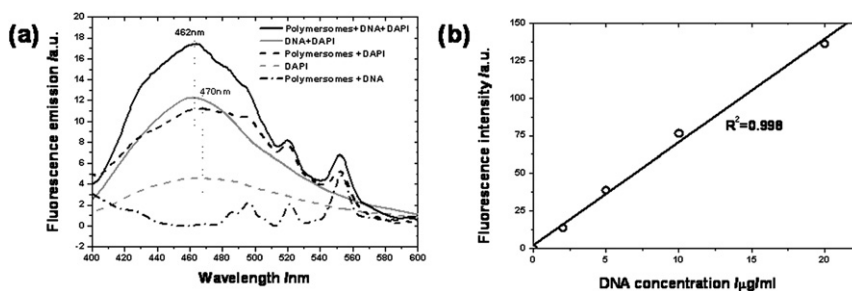 (a)
Fluorescence emission /a.u.
18
16
14
12
10
8
6
4
2
0
-2
462nm
470nm
Polymersomes+DNA+DAPI
DNA+DAPI
Polymersomes +DAPI
DAPI
Polymersomes +DNA
400 420 440 460 480 500 520 540 560 580 600
Wavelength /nm
(b)
Fluorescence intensity /a.u.
150
125
100
75
50
25
0
R²=0.998
0 5 10 15 20
DNA concentration /µg/ml